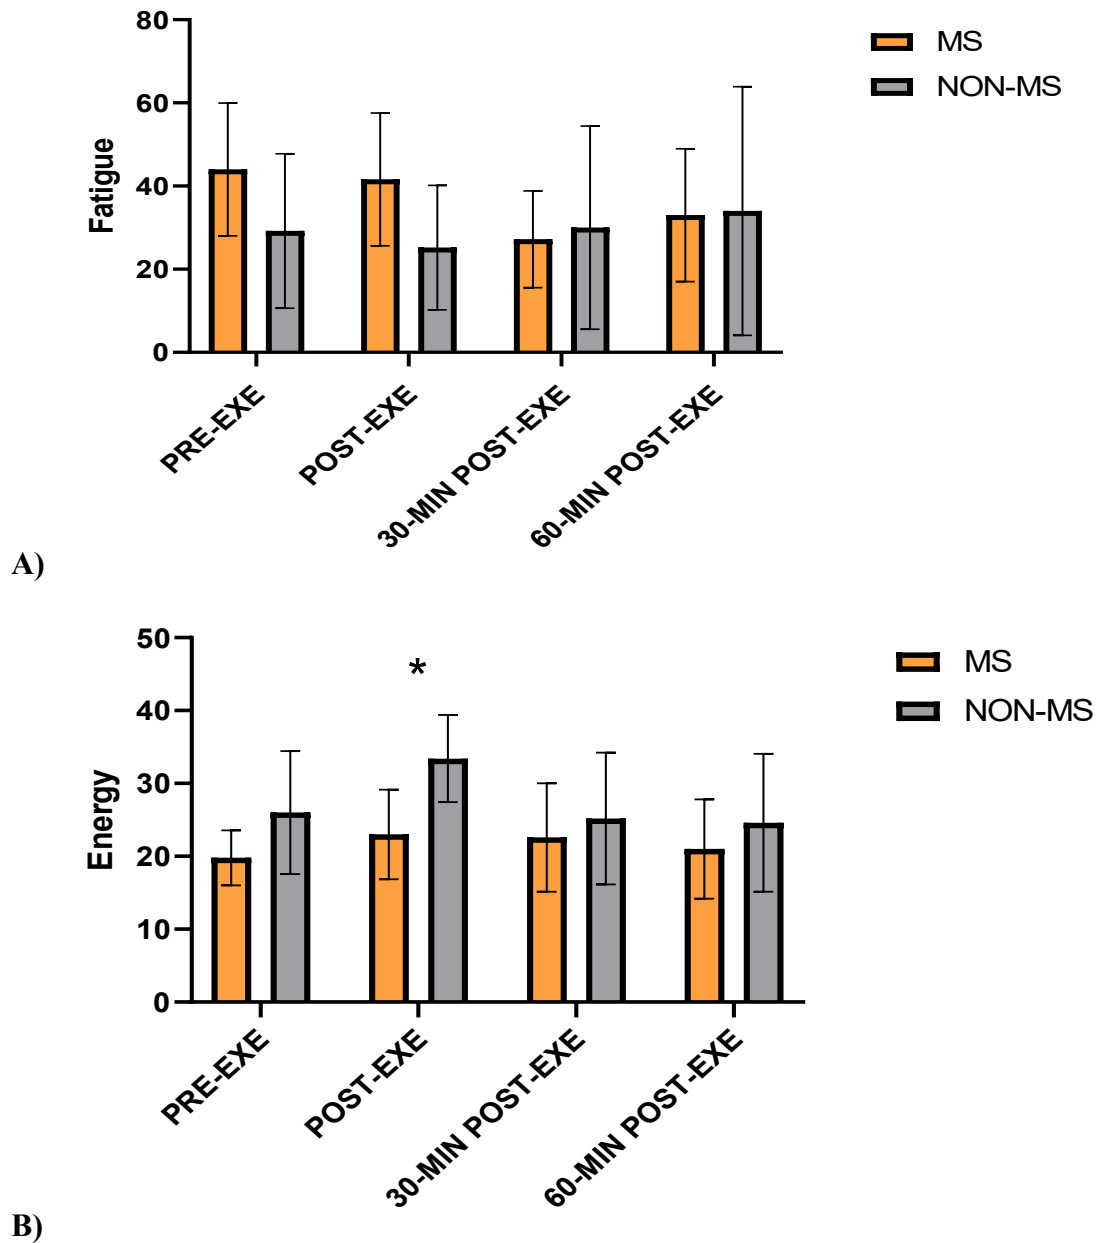 80
60
40
20
0
Fatigue
MS
NON-MS
PRE-EXE
POST-EXE
30-MIN POST-EXE
60-MIN POST-EXE
A)
50
40
30
20
10
0
Energy
*
MS
NON-MS
PRE-EXE
POST-EXE
30-MIN POST-EXE
60-MIN POST-EXE
B)